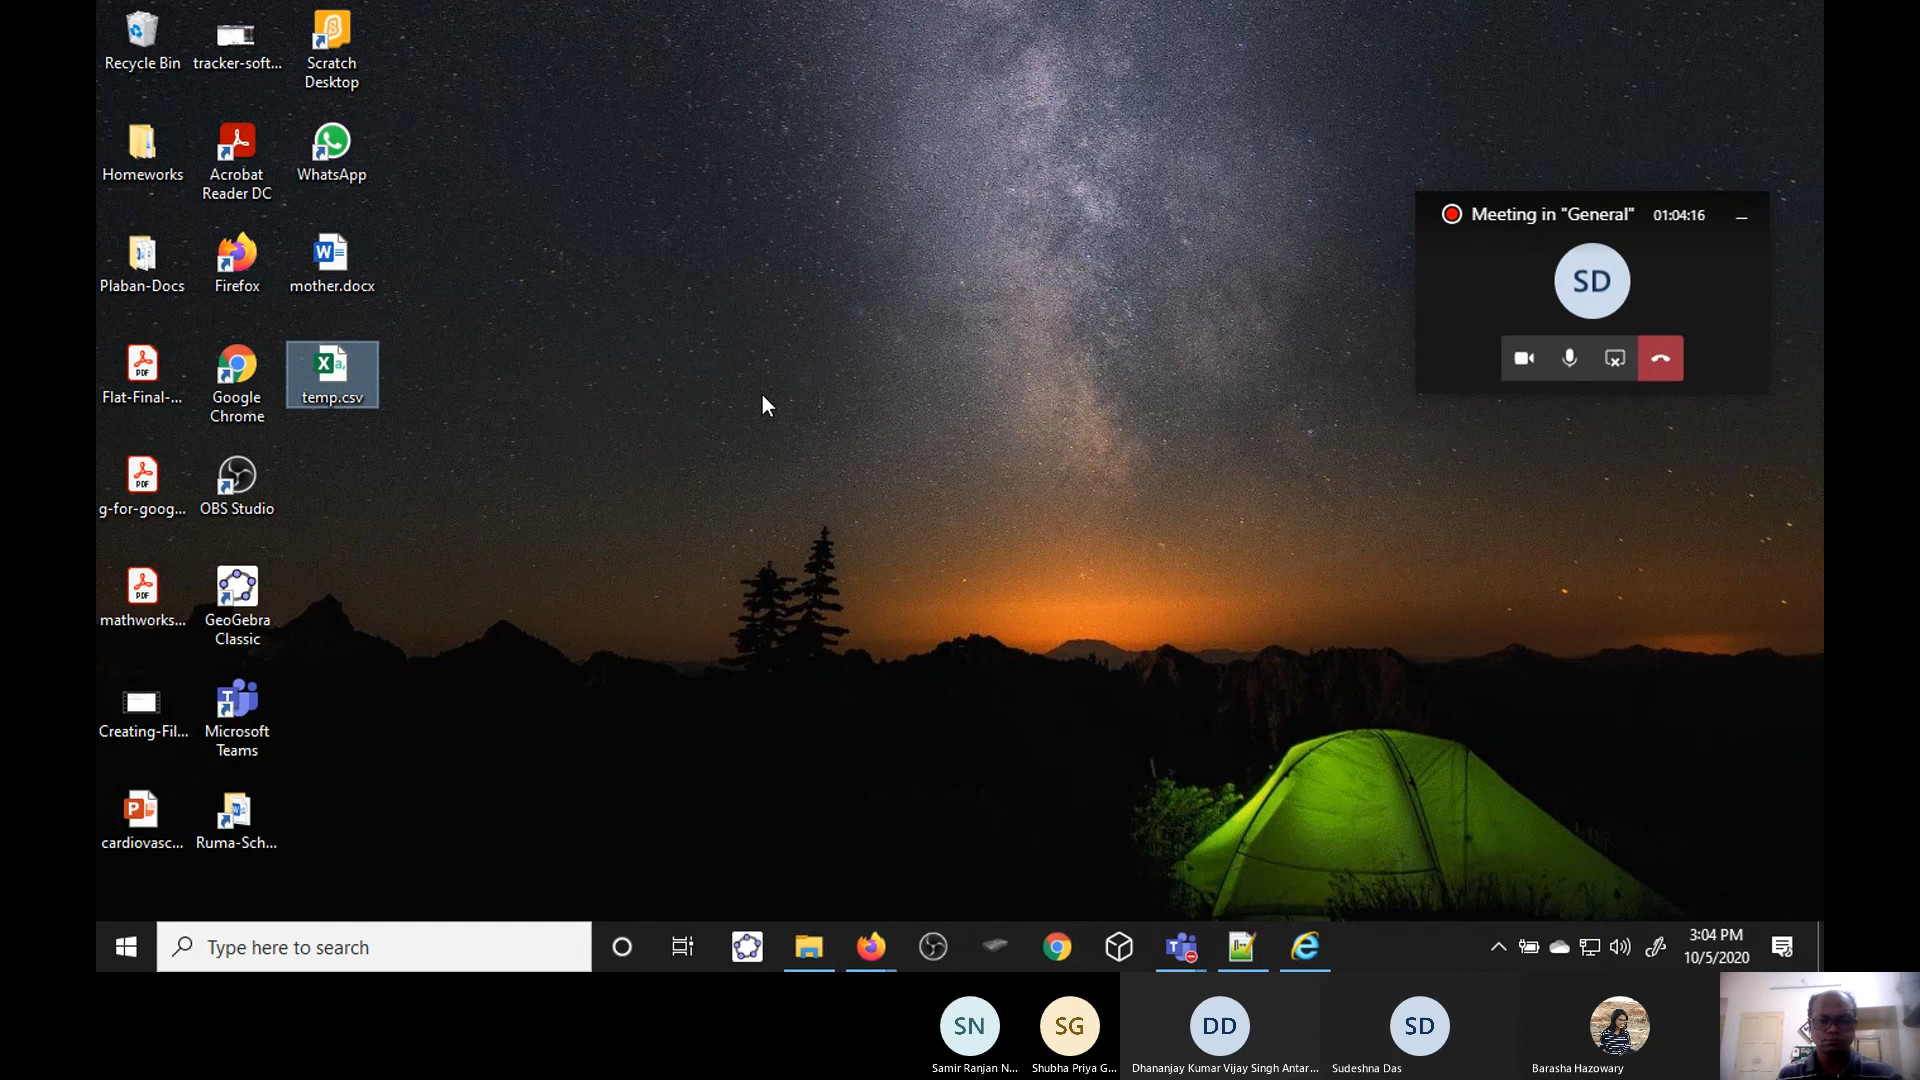 Recycle Bin
tracker-soft...
Scratch
Desktop
Homeworks
Acrobat
Reader DC
WhatsApp
Plaban-Docs
Firefox
mother.docx
Flat-Final-...
Google
Chrome
temp.csv
g-for-goog...
OBS Studio
mathworks...
GeoGebra
Classic
Creating-Fil...
Microsoft
Teams
cardiovasc...
Ruma-Sch...
Meeting in "General" 01:04:16
SD
Type here to search
3:04 PM
10/5/2020
SN
SG
DD
SD
Samir Ranjan N...
Shubha Priya G...
Dhananjay Kumar Vijay Singh Antar...
Sudeshna Das
Barasha Hazowary